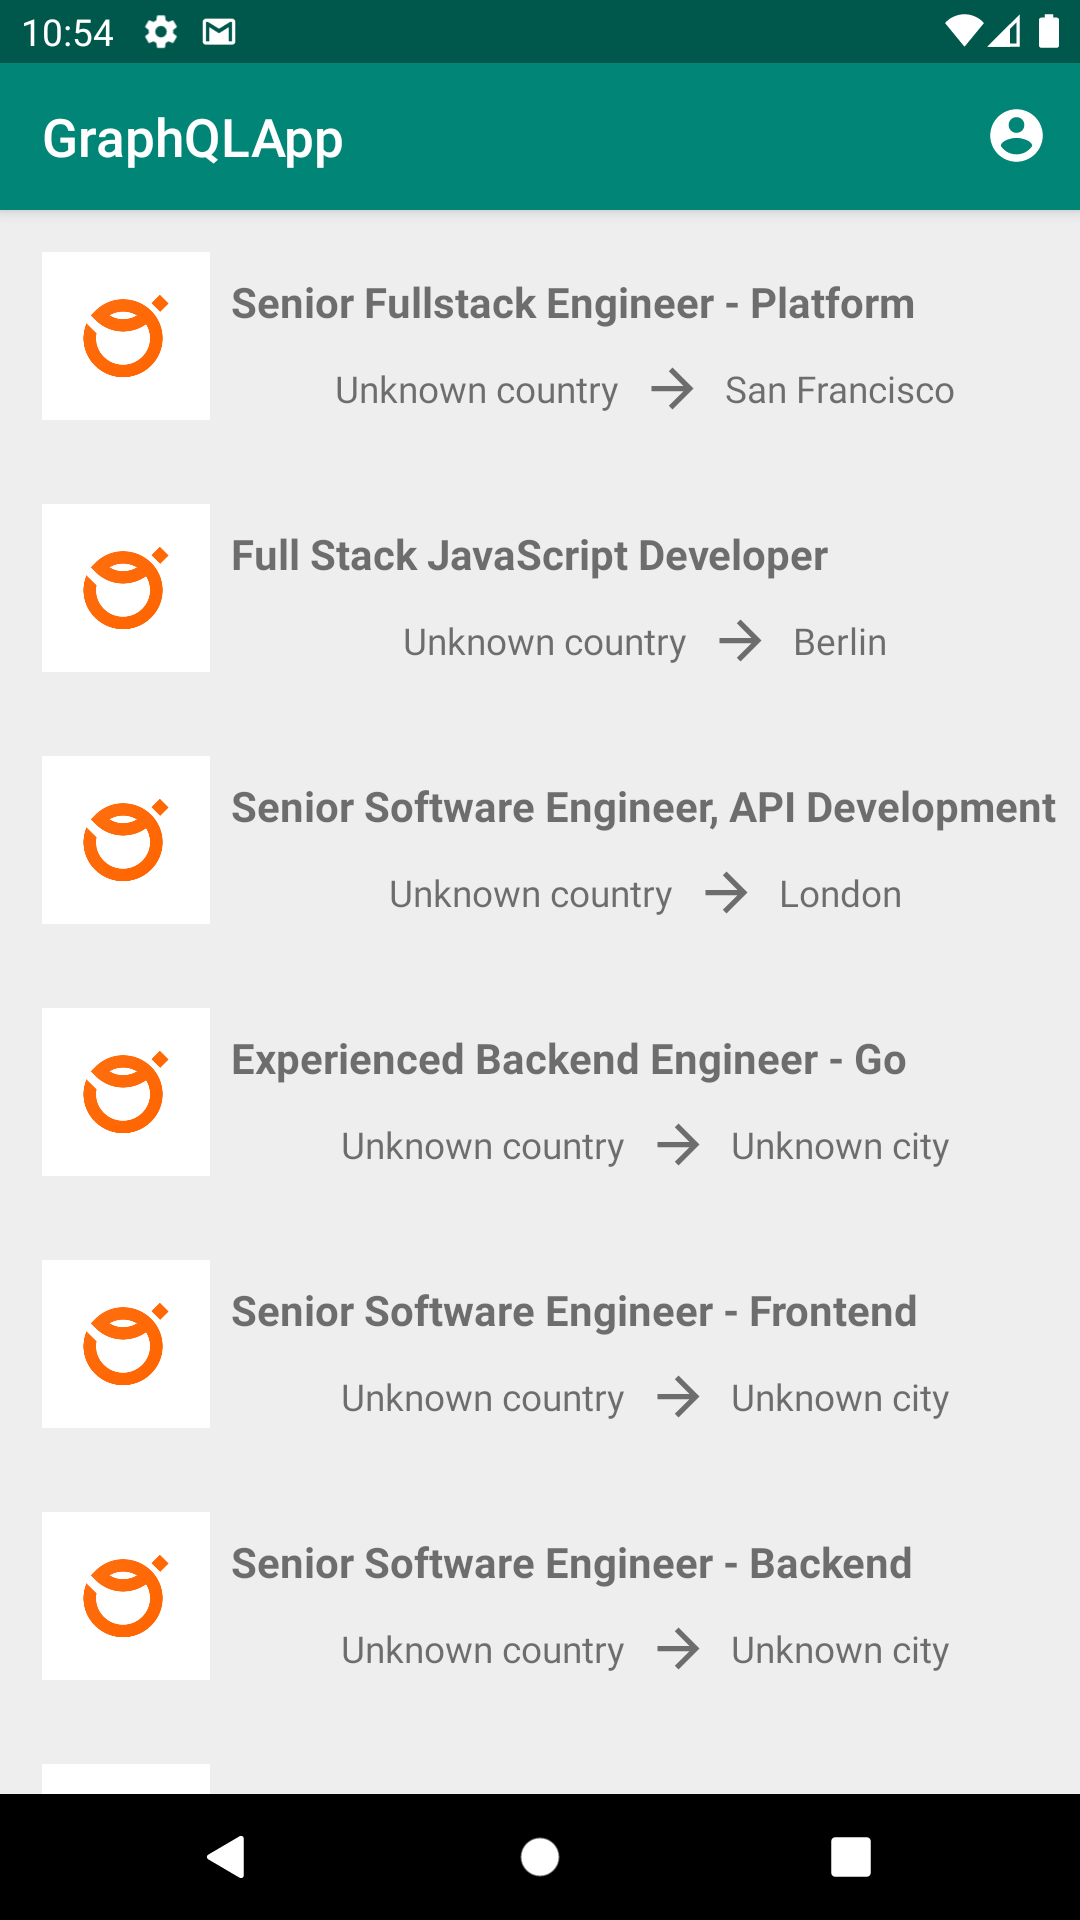 10:54
GraphQLApp
Senior Fullstack Engineer - Platform
Unknown country San Francisco
Full Stack JavaScript Developer
Unknown country Berlin
Senior Software Engineer, API Development
Unknown country London
Experienced Backend Engineer - Go
Unknown country Unknown city
Senior Software Engineer - Frontend
Unknown country Unknown city
Senior Software Engineer - Backend
Unknown country Unknown city